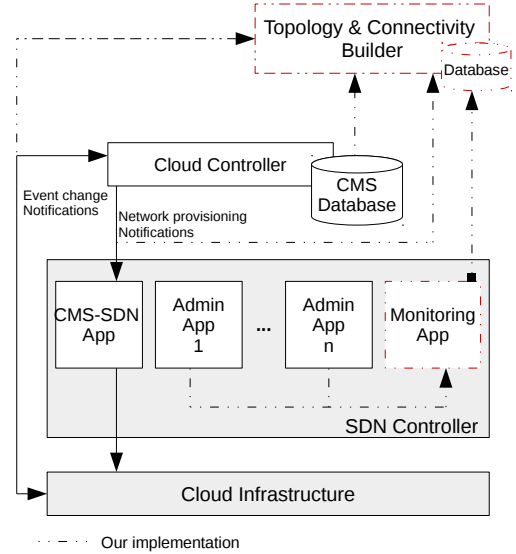 Topology & Connectivity
Builder
Database
Cloud Controller
CMS
Database
Event change
Notifications
Network provisioning
Notifications
CMS-SDN
App
Admin
App
1
...
Admin
App
n
Monitoring
App
SDN Controller
Cloud Infrastructure
Our implementation